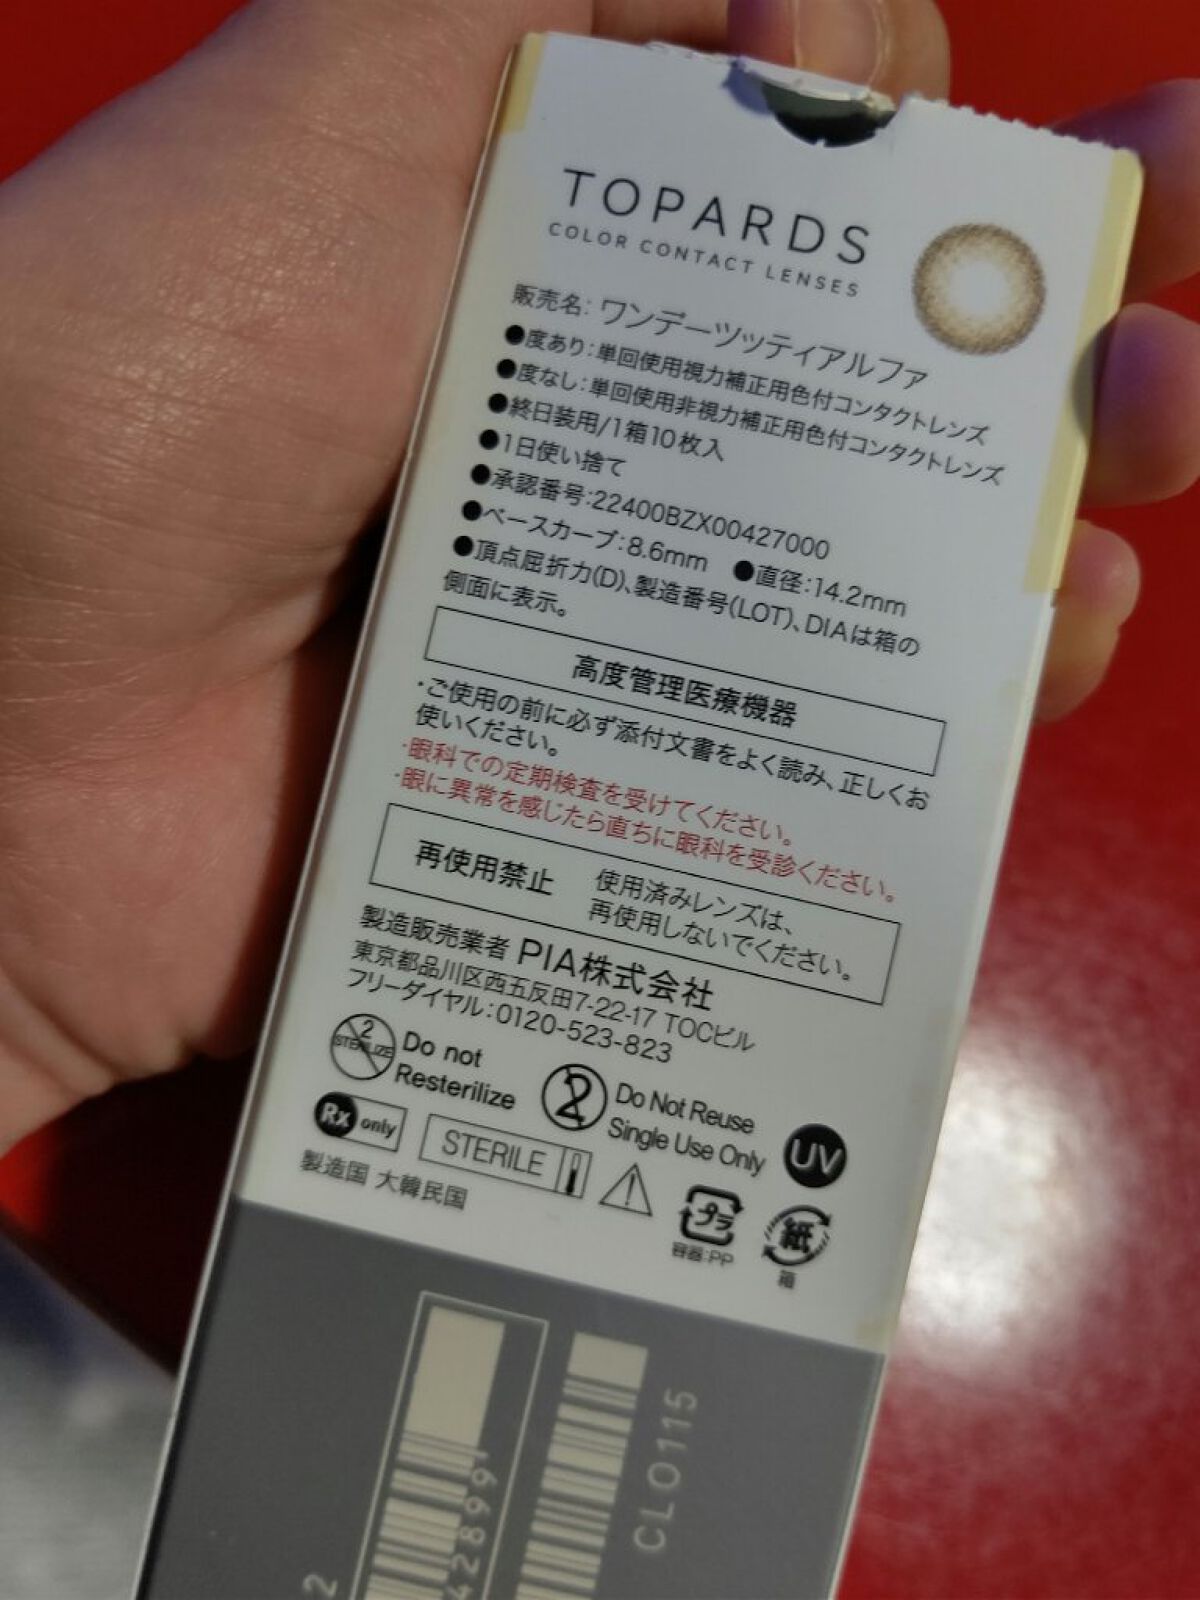 TOPARDS
COLOR CONTACT LENSES
販売名: ワンデーツッティアルファ
●度あり:単回使用視力補正用色付コンタクトレンズ
●度なし:単回使用非視力補正用色付コンタクトレンズ
●終日装用/1箱10枚入
●1日使い捨て
●承認番号:22400BZX00427000
●ベースカーブ:8.6mm ●直径:14.2mm
●頂点屈折力(D)、製造番号(LOT)、DIAは箱の
側面に表示。
高度管理医療機器
・ご使用の前に必ず添付文書をよく読み、正しくお
使いください。
・眼科での定期検査を受けてください。
・眼に異常を感じたら直ちに眼科を受診ください。
再使用禁止
使用済みレンズは、
再使用しないでください。
製造販売業者 PIA株式会社
東京都品川区西五反田7-22-17 TOCビル
フリーダイヤル:0120-523-823
2
STERILIZE
Do not
Resterilize
2
Do Not Reuse
Single Use Only
UV
Rx only
STERILE
プラ
容器:PP
紙
箱
製造国 大韓民国
CLO115